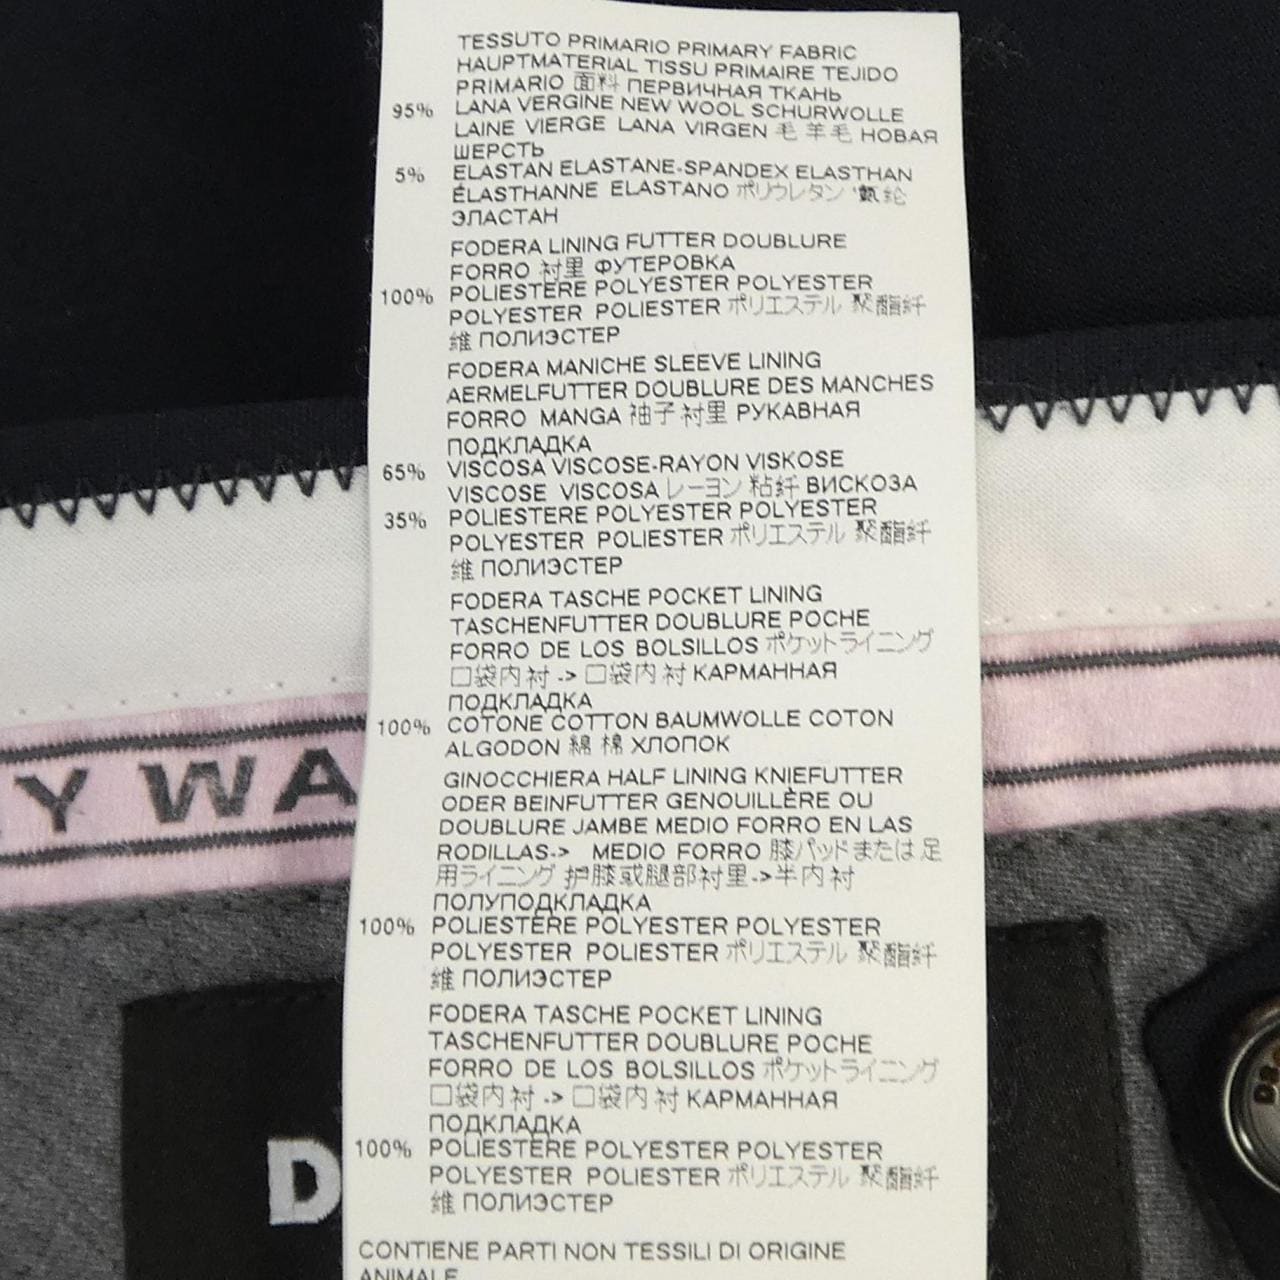 TESSUTO PRIMARIO PRIMARY FABRIC
HAUPTMATERIAL TISSU PRIMAIRE TEJIDO
PRIMARIO 面料 ПЕРВИЧНАЯ ТКАНЬ
95% LANA VERGINE NEW WOOL SCHURWOLLE
LAINE VIERGE LANA VIRGEN 毛 羊毛 НОВАЯ
ШЕРСТЬ
5% ELASTAN ELASTANE-SPANDEX ELASTHAN
ÉLASTHANNE ELASTANO ポリウレタン 氨纶
ЭЛАСТАН
FODERA LINING FUTTER DOUBLURE
FORRO 衬里 ФУТЕРОВКА
100% POLIESTERE POLYESTER POLYESTER
POLYESTER POLIESTER ポリエステル 聚酯纤
维 ПОЛИЭСТЕР
FODERA MANICHE SLEEVE LINING
AERMELFUTTER DOUBLURE DES MANCHES
FORRO MANGA 袖子 衬里 РУКАВНАЯ
ПОДКЛАДКА
65% VISCOSA VISCOSE-RAYON VISKOSE
VISCOSE VISCOSA レーヨン 粘纤 ВИСКОЗА
35% POLIESTERE POLYESTER POLYESTER
POLYESTER POLIESTER ポリエステル 聚酯纤
维 ПОЛИЭСТЕР
FODERA TASCHE POCKET LINING
TASCHENFUTTER DOUBLURE POCHE
FORRO DE LOS BOLSILLOS ポケットライニング
口袋内衬 -> 口袋内衬 КАРМАННАЯ
ПОДКЛАДКА
100% COTONE COTTON BAUMWOLLE COTON
ALGODON 綿 棉 ХЛОПОК
GINOCCHIERA HALF LINING KNIEFUTTER
ODER BEINFUTTER GENOUILLÈRE OU
DOUBLURE JAMBE MEDIO FORRO EN LAS
RODILLAS-> MEDIO FORRO 膝パッドまたは足
用ライニング 护膝或腿部衬里->半内衬
ПОЛУПОДКЛАДКА
100% POLIESTERE POLYESTER POLYESTER
POLYESTER POLIESTER ポリエステル 聚酯纤
维 ПОЛИЭСТЕР
FODERA TASCHE POCKET LINING
TASCHENFUTTER DOUBLURE POCHE
FORRO DE LOS BOLSILLOS ポケットライニング
口袋内衬 -> 口袋内衬 КАРМАННАЯ
ПОДКЛАДКА
100% POLIESTERE POLYESTER POLYESTER
POLYESTER POLIESTER ポリエステル 聚酯纤
维 ПОЛИЭСТЕР
CONTIENE PARTI NON TESSILI DI ORIGINE
ANIMALE
Y WA
D